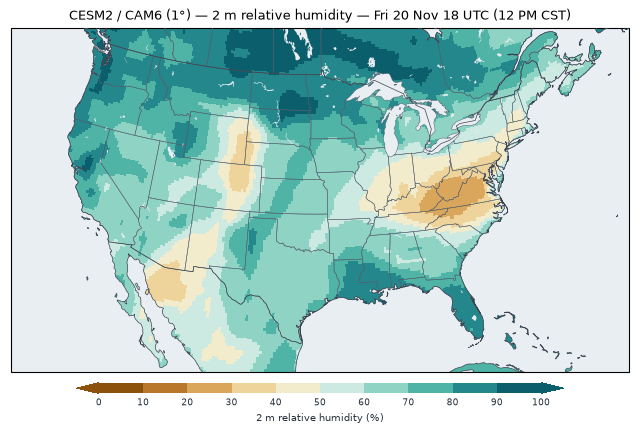 CESM2 / CAM6 (1°) — 2 m relative humidity — Fri 20 Nov 18 UTC (12 PM CST)
0 10 20 30 40 50 60 70 80 90 100
2 m relative humidity (%)